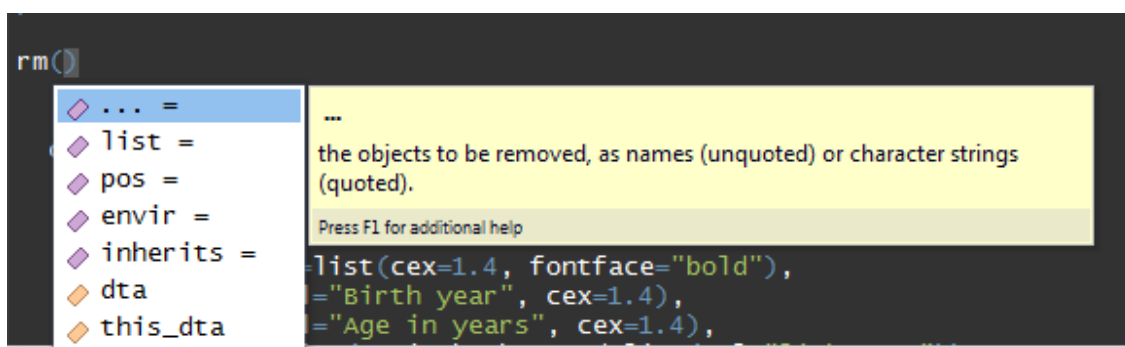 rm()
... =
list =
pos =
envir =
inherits =
dta
this_dta
...
the objects to be removed, as names (unquoted) or character strings
(quoted).
Press F1 for additional help
=list(cex=1.4, fontface="bold"),
="Birth year", cex=1.4),
="Age in years", cex=1.4),